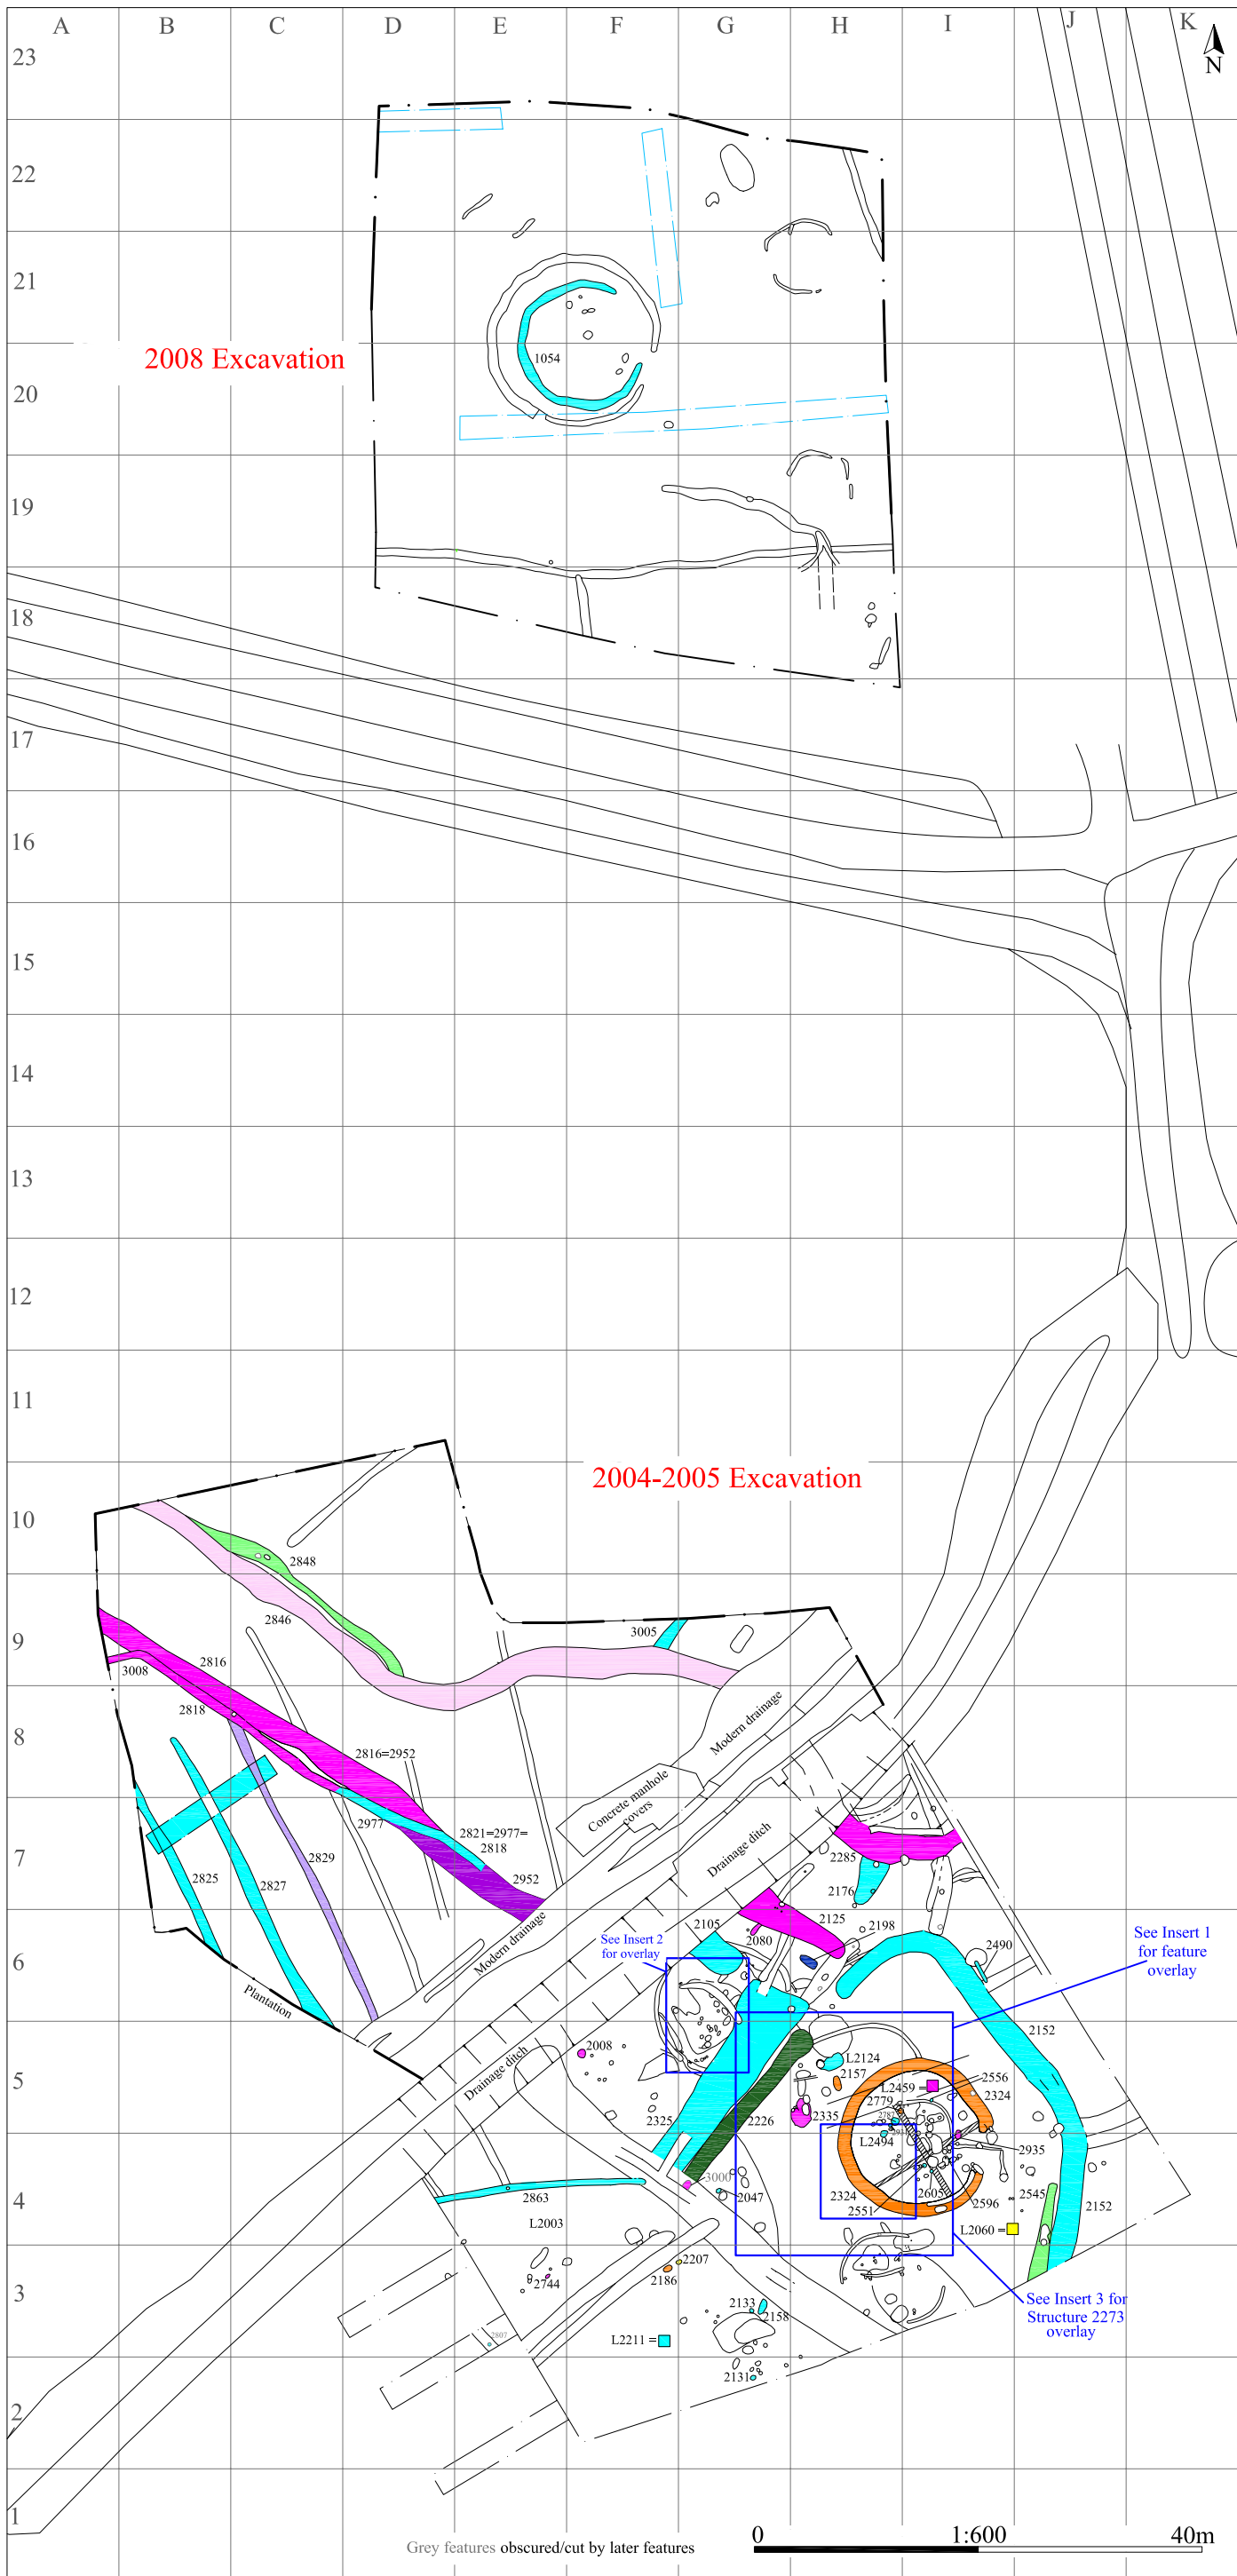 A B C D E F G H I J K
N
23
22
21
1054
2008 Excavation
20
19
18
17
16
15
14
13
12
11
2004-2005 Excavation
10
2848
2846
9
3005
2816
3008
2818
8
Modern drainage
2816=2952
Concrete manhole
covers
2977
2821=2977=
2818
7
2829
2952
2825
2827
Drainage ditch
2285
2176
2125
2105
2080
2198
See Insert 2
for overlay
2490
See Insert 1
for feature
overlay
6
Modern drainage
Plantation
2152
2008
Drainage ditch
5
L2124
2157
L2459 =
2556
2779
2324
2325
2226
2335
L2494
2935
3000
4
2863
2047
2324
2605
2596
2545
2152
2551
L2003
L2060 =
2207
2186
2744
3
2133
2158
See Insert 3 for
Structure 2273
overlay
2807
L2211 =
2131
2
1
Grey features obscured/cut by later features
0 1:600 40m